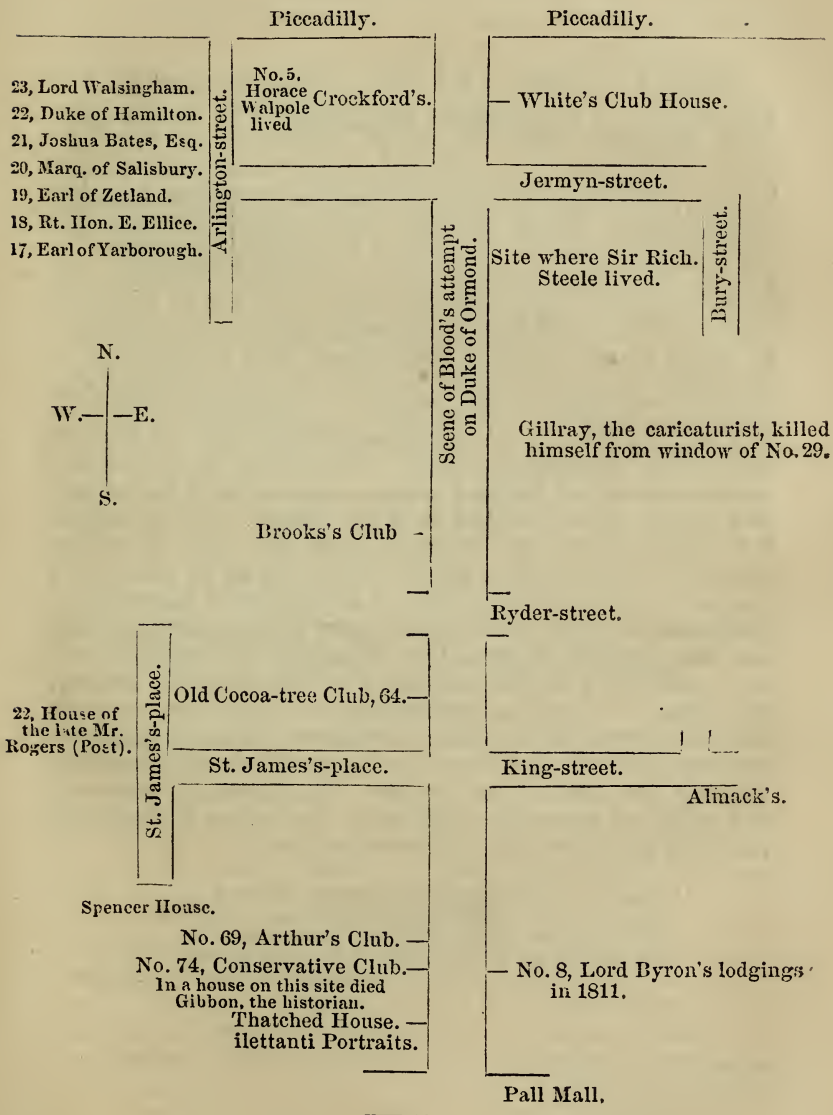 Piccadilly.
Piccadilly.
23, Lord Walsingham.
22, Duke of Hamilton.
21, Joshua Bates, Esq.
20, Marq. of Salisbury.
19, Earl of Zetland.
18, Rt. Hon. E. Ellice.
17, Earl of Yarborough.
Arlington-street.
No. 5.
Horace
Walpole
lived
Crockford's.
White's Club House.
Jermyn-street.
Scene of Blood's attempt
on Duke of Ormond.
Site where Sir Rich.
Steele lived.
Bury-street.
N.
W.
E.
S.
Gillray, the caricaturist, killed
himself from window of No. 29.
Brooks's Club
Ryder-street.
St. James's-place.
Old Cocoa-tree Club, 64.
22, House of
the late Mr.
Rogers (Poet).
St. James's-place.
King-street.
Almack's.
Spencer House.
No. 69, Arthur's Club.
No. 74, Conservative Club.
In a house on this site died
Gibbon, the historian.
Thatched House.
ilettanti Portraits.
No. 8, Lord Byron's lodgings
in 1811.
Pall Mall.